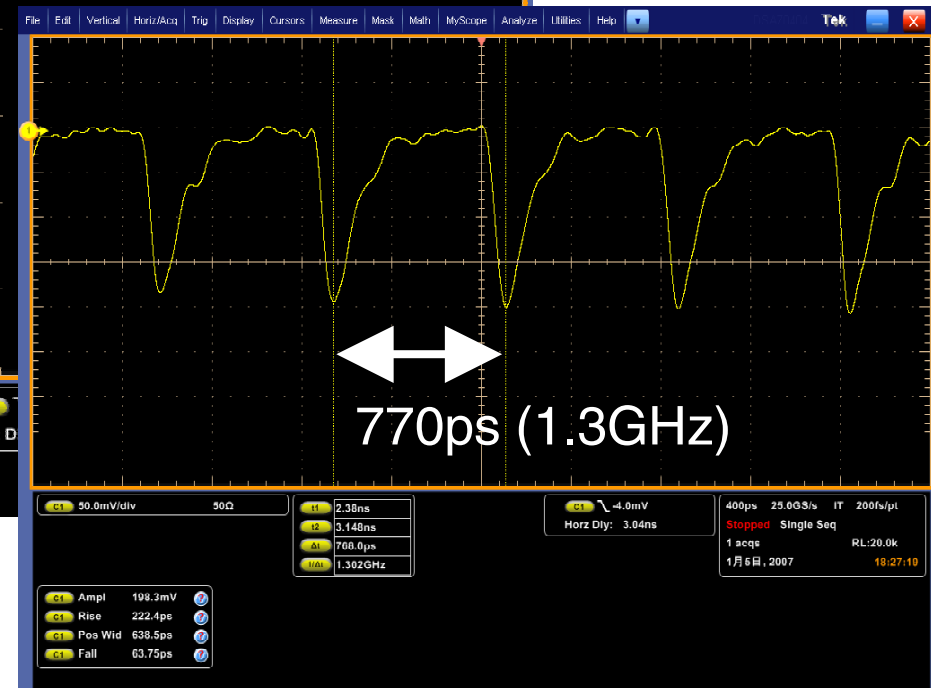 File Edit Vertical Horiz/Acq Trig Display Cursors Measure Mask Math MyScope Analyze Utilities Help Tek X
1
770ps (1.3GHz)
D
C1 50.0mV/div 50Ω
t1 2.38ns
t2 3.148ns
Δt 768.0ps
1/Δt 1.302GHz
C1 -4.0mV
Horz Dly: 3.04ns
400ps 25.0GS/s IT 200fs/pt
Stopped Single Seq
1 acqs RL:20.0k
1月5日, 2007 18:27:19
C1 Ampl 198.3mV
C1 Rise 222.4ps
C1 Pos Wid 638.5ps
C1 Fall 63.75ps